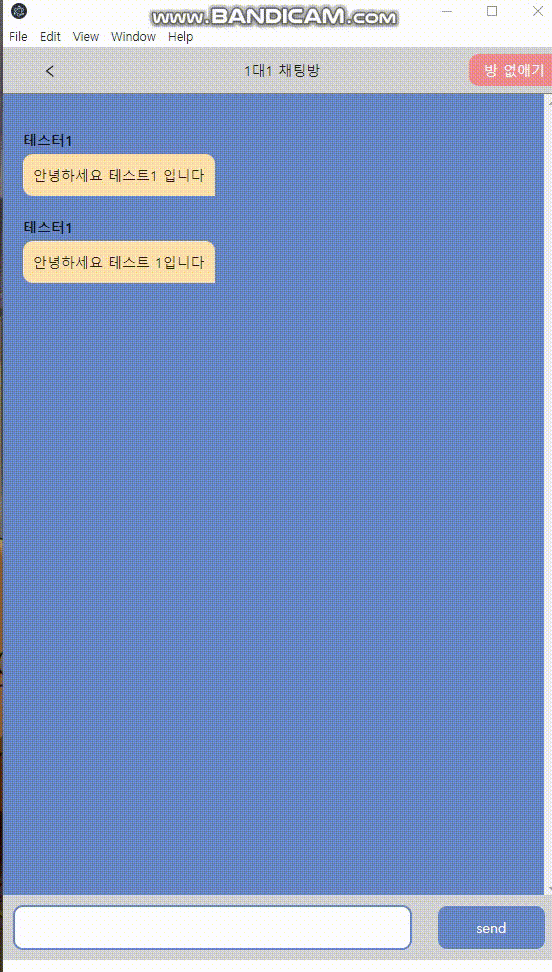 www.BANDICAM.com
File Edit View Window Help
< 1대1 채팅방 방 없애기
테스터1
안녕하세요 테스트1 입니다
테스터1
안녕하세요 테스트 1입니다
send